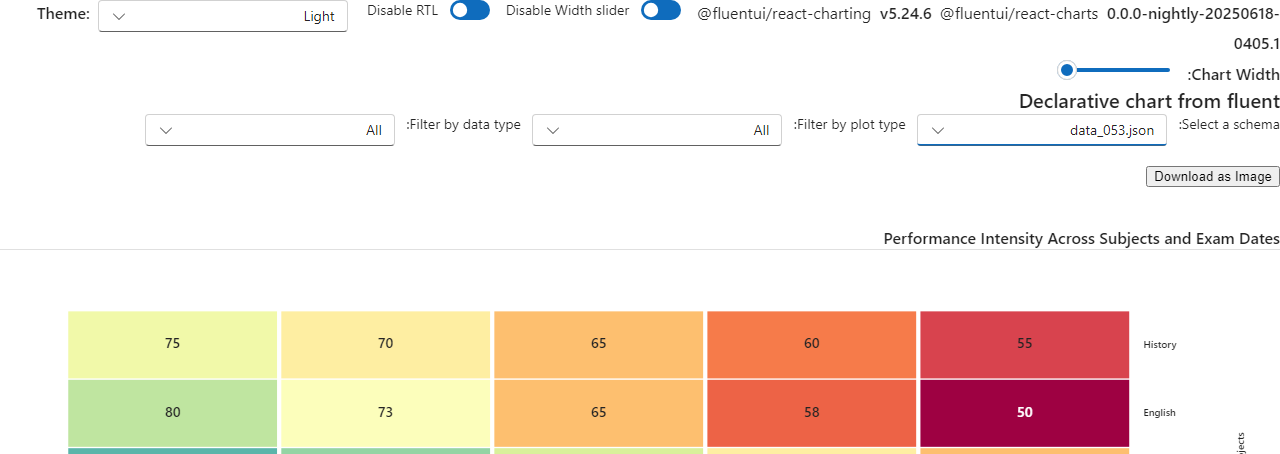 Theme: Light Disable RTL Disable Width slider @fluentui/react-charting v5.24.6 @fluentui/react-charts 0.0.0-nightly-20250618-
0405.1
:Chart Width
Declarative chart from fluent
:Select a schema data_053.json :Filter by plot type All :Filter by data type All
Download as Image
Performance Intensity Across Subjects and Exam Dates
75 70 65 60 55 History
80 73 65 58 50 English